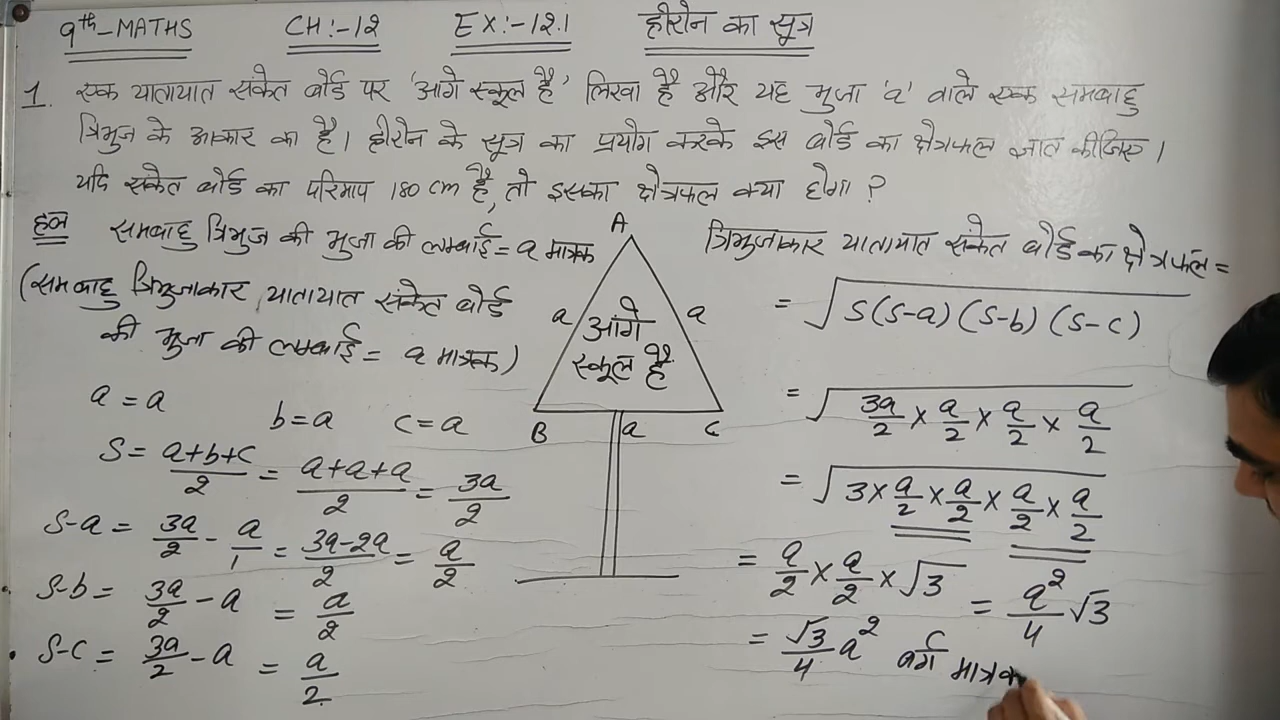 9th-MATHS CH:-12 EX:-12.1 हीरोन का सूत्र
1. एक यातायात संकेत बोर्ड पर 'आगे स्कूल है' लिखा है और यह भुजा 'a' वाले एक समबाहु
त्रिभुज के आकार का है। हीरोन के सूत्र का प्रयोग करके इस बोर्ड का क्षेत्रफल ज्ञात कीजिए।
यदि संकेत बोर्ड का परिमाप 180 cm है, तो इसका क्षेत्रफल क्या होगा ?
हल समबाहु त्रिभुज की भुजा की लम्बाई = a मात्रक
(समबाहु त्रिभुजाकार यातायात संकेत बोर्ड
की भुजा की लम्बाई = a मात्रक)
a = a b = a c = a
S = a+b+c/2 = a+a+a/2 = 3a/2
S-a = 3a/2 - a/1 = 3a-2a/2 = a/2
S-b = 3a/2 - a = a/2
S-c = 3a/2 - a = a/2
A
a a
आगे
स्कूल है
B a C
त्रिभुजाकार यातायात संकेत बोर्ड का क्षेत्रफल =
= √S(S-a)(S-b)(S-c)
= √3a/2 × a/2 × a/2 × a/2
= √3 × a/2 × a/2 × a/2 × a/2
= a/2 × a/2 × √3 = a²/4 √3
= √3/4 a² वर्ग मात्रक